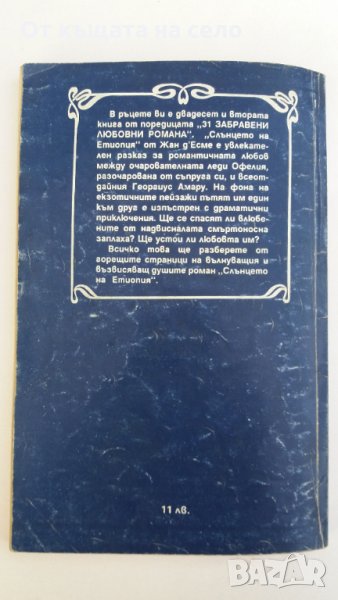 От къщата на село
В ръцете ви е двадесет и втората
книга от поредицата „31 ЗАБРАВЕНИ
ЛЮБОВНИ РОМАНА". „Слънцето на
Етиопия" от Жан д'Есме е увлекате-
лен разказ за романтичната любов
между очарователната леди Офелия,
разочарована от съпруга си, и всеот-
дайния Георгиус Амару. На фона на
екзотичните пейзажи пътят им един
към друг е изпъстрен с драматични
приключения. Ще се спасят ли влюбе-
ните от надвисналата смъртоносна
заплаха? Ще устои ли любовта им?
Всичко това ще разберете от
горещите страници на вълнуващия и
възвисяващ душите роман „Слънцето
на Етиопия".
11 лв.
BAZAR